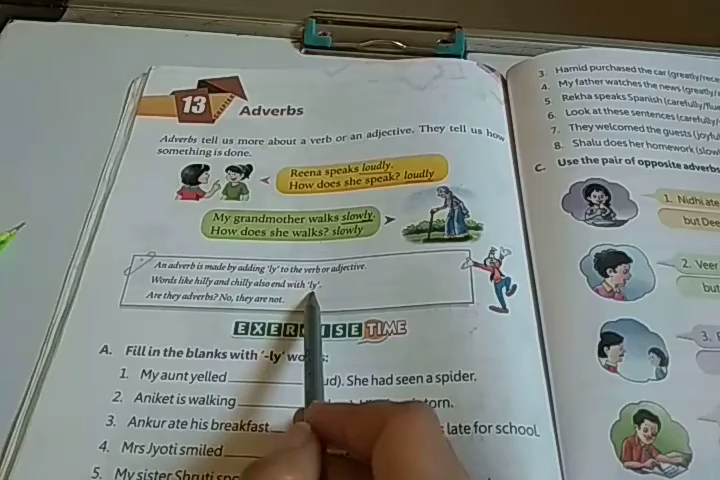 13
CHAPTER
Adverbs
Adverbs tell us more about a verb or an adjective. They tell us how
something is done.
Reena speaks loudly.
How does she speak? loudly
My grandmother walks slowly.
How does she walks? slowly
An adverb is made by adding 'ly' to the verb or adjective.
Words like hilly and chilly also end with 'ly'.
Are they adverbs? No, they are not.
EXERCISE TIME
A. Fill in the blanks with '-ly'
1. My aunt yelled ud). She had seen a spider.
2. Aniket is walking torn.
3. Ankur ate his breakfast late for school.
4. Mrs Jyoti smiled
5. My sister Shruti
3. Hamid purchased the car (greatly/rece
4. My father watches the news (greatly/
5. Rekha speaks Spanish (carefully/flue
6. Look at these sentences (carefully/
7. They welcomed the guests (joyfu
8. Shalu does her homework (slow
C. Use the pair of opposite adverbs
1. Nidhi ate
but Dee
2. Veer
but
3.